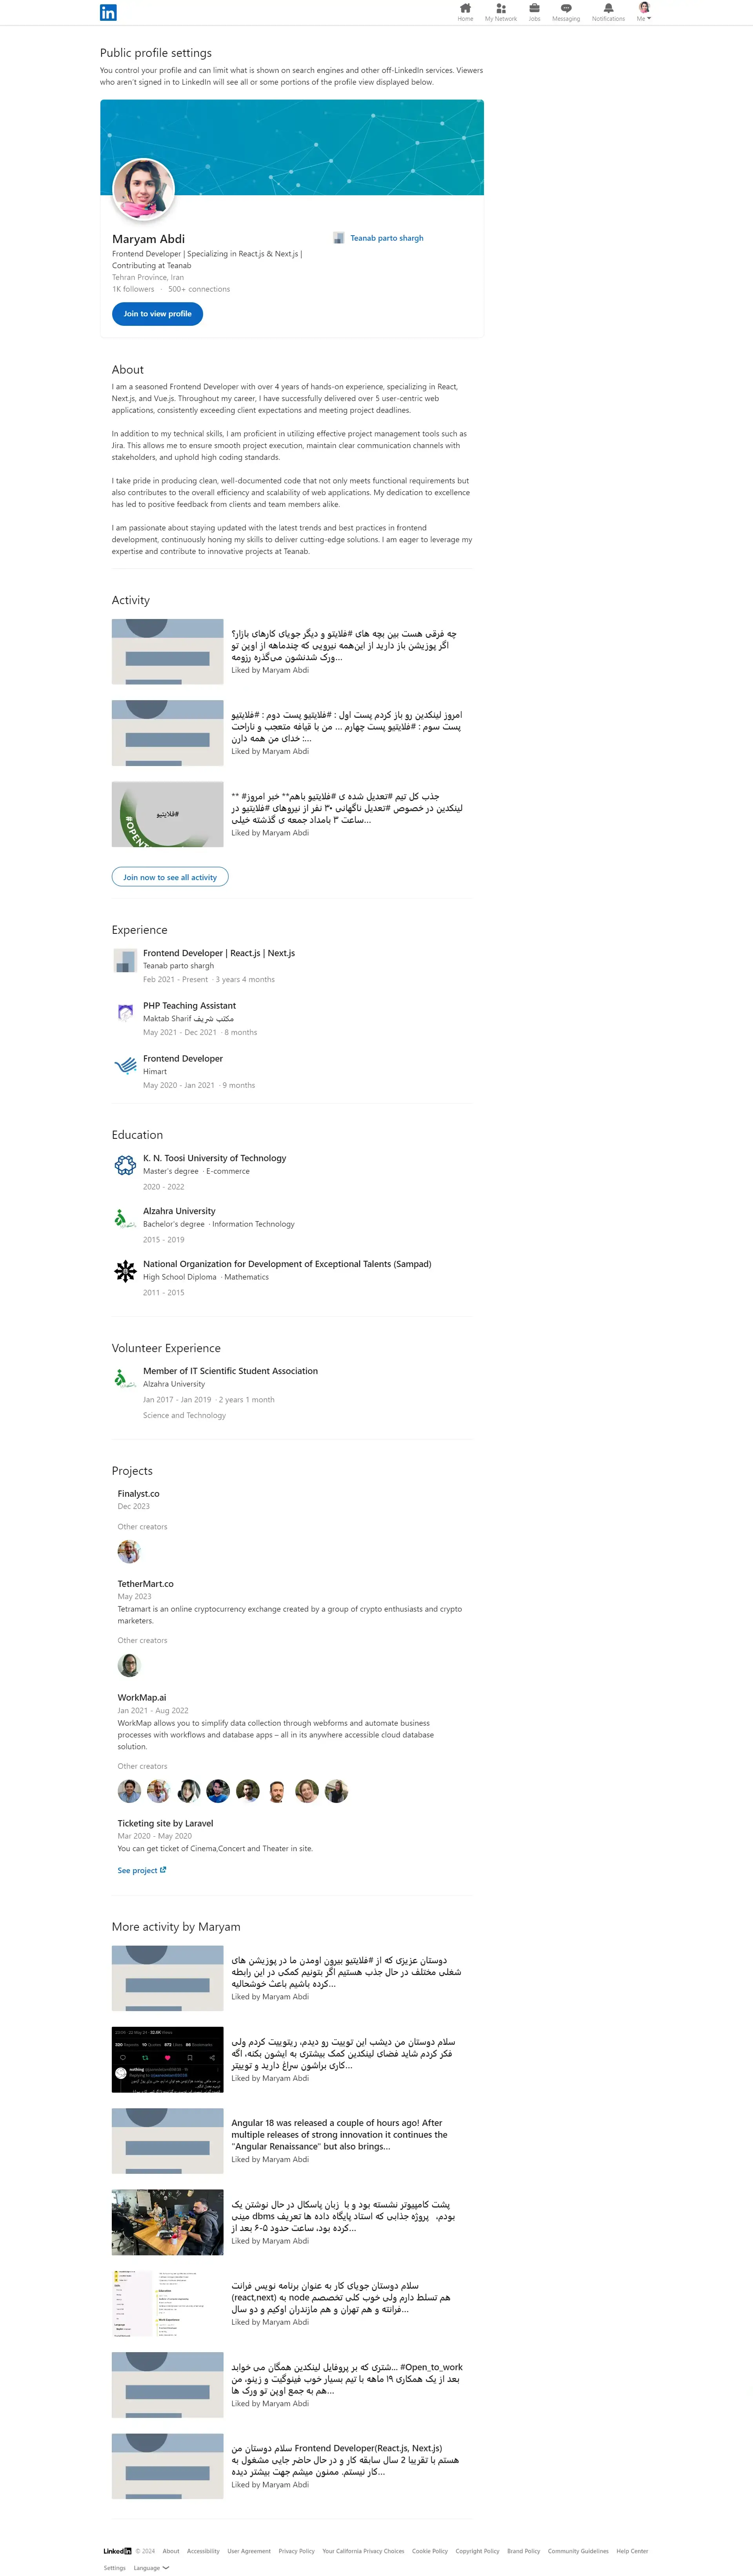 in
Home My Network Jobs Messaging Notifications Me
Public profile settings
You control your profile and can limit what is shown on search engines and other off-LinkedIn services. Viewers
who aren't signed in to LinkedIn will see all or some portions of the profile view displayed below.
Maryam Abdi
Teanab parto shargh
Frontend Developer | Specializing in React.js & Next.js |
Contributing at Teanab
Tehran Province, Iran
1K followers · 500+ connections
Join to view profile
About
I am a seasoned Frontend Developer with over 4 years of hands-on experience, specializing in React,
Next.js, and Vue.js. Throughout my career, I have successfully delivered over 5 user-centric web
applications, consistently exceeding client expectations and meeting project deadlines.
In addition to my technical skills, I am proficient in utilizing effective project management tools such as
Jira. This allows me to ensure smooth project execution, maintain clear communication channels with
stakeholders, and uphold high coding standards.
I take pride in producing clean, well-documented code that not only meets functional requirements but
also contributes to the overall efficiency and scalability of web applications. My dedication to excellence
has led to positive feedback from clients and team members alike.
I am passionate about staying updated with the latest trends and best practices in frontend
development, continuously honing my skills to deliver cutting-edge solutions. I am eager to leverage my
expertise and contribute to innovative projects at Teanab.
Activity
چه فرقی هست بین بچه های #فلایتو و دیگر جویای کارهای بازار؟
اگر پوزیشن باز دارید از این‌همه نیرویی که چندماهه از اوپن تو
ورک شدنشون می‌گذره رزومه…
Liked by Maryam Abdi
امروز لینکدین رو باز کردم پست اول : #فلایتیو پست دوم : #فلایتیو
پست سوم : #فلایتیو پست چهارم ... من با قیافه متعجب و ناراحت
: خدای من همه دارن…
Liked by Maryam Abdi
#فلایتیو
#OPENT
** جذب کل تیم #تعدیل شده ی #فلایتیو باهم** خبر امروز#
لینکدین در خصوص #تعدیل ناگهانی ۳۰ نفر از نیروهای #فلایتیو در
ساعت ۳ بامداد جمعه ی گذشته خیلی…
Liked by Maryam Abdi
Join now to see all activity
Experience
Frontend Developer | React.js | Next.js
Teanab parto shargh
Feb 2021 - Present · 3 years 4 months
PHP Teaching Assistant
Maktab Sharif مکتب شریف
May 2021 - Dec 2021 · 8 months
Frontend Developer
Himart
May 2020 - Jan 2021 · 9 months
Education
K. N. Toosi University of Technology
Master's degree · E-commerce
2020 - 2022
Alzahra University
Bachelor's degree · Information Technology
2015 - 2019
National Organization for Development of Exceptional Talents (Sampad)
High School Diploma · Mathematics
2011 - 2015
Volunteer Experience
Member of IT Scientific Student Association
Alzahra University
Jan 2017 - Jan 2019 · 2 years 1 month
Science and Technology
Projects
Finalyst.co
Dec 2023
Other creators
TetherMart.co
May 2023
Tetramart is an online cryptocurrency exchange created by a group of crypto enthusiasts and crypto
marketers.
Other creators
WorkMap.ai
Jan 2021 - Aug 2022
WorkMap allows you to simplify data collection through webforms and automate business
processes with workflows and database apps – all in its anywhere accessible cloud database
solution.
Other creators
Ticketing site by Laravel
Mar 2020 - May 2020
You can get ticket of Cinema,Concert and Theater in site.
See project
More activity by Maryam
دوستان عزیزی که از #فلایتیو بیرون اومدن ما در پوزیشن های
شغلی مختلف در حال جذب هستیم اگر بتونیم کمکی در این رابطه
کرده باشیم باعث خوشحالیه…
Liked by Maryam Abdi
سلام دوستان من دیشب این توییت رو دیدم، ریتوییت کردم ولی
فکر کردم شاید فضای لینکدین کمک بیشتری به ایشون بکنه، اگه
کاری براشون سراغ دارید و توییتر…
Liked by Maryam Abdi
Angular 18 was released a couple of hours ago! After
multiple releases of strong innovation it continues the
"Angular Renaissance" but also brings…
Liked by Maryam Abdi
پشت کامپیوتر نشسته بود و با زبان پاسکال در حال نوشتن یک
مینی dbms بودم، پروژه جذابی که استاد پایگاه داده ها تعریف
کرده بود، ساعت حدود ۵-۶ بعد از…
Liked by Maryam Abdi
سلام دوستان جویای کار به عنوان برنامه نویس فرانت
(react,next) به node هم تسلط دارم ولی خوب کلی تخصصم
فرانته و هم تهران و هم مازندران اوکیم و دو سال…
Liked by Maryam Abdi
#Open_to_work ...شتری که بر پروفایل لینکدین همگان می خوابد
بعد از یک همکاری ۱۹ ماهه با تیم بسیار خوب فینوگیت و زینو، من
هم به جمع اوپن تو ورک ها…
Liked by Maryam Abdi
سلام دوستان من Frontend Developer(React.js, Next.js)
هستم با تقریبا 2 سال سابقه کار و در حال حاضر جایی مشغول به
کار نیستم. ممنون میشم جهت بیشتر دیده…
Liked by Maryam Abdi
LinkedIn © 2024 About Accessibility User Agreement Privacy Policy Your California Privacy Choices Cookie Policy Copyright Policy Brand Policy Community Guidelines Help Center
Settings Language